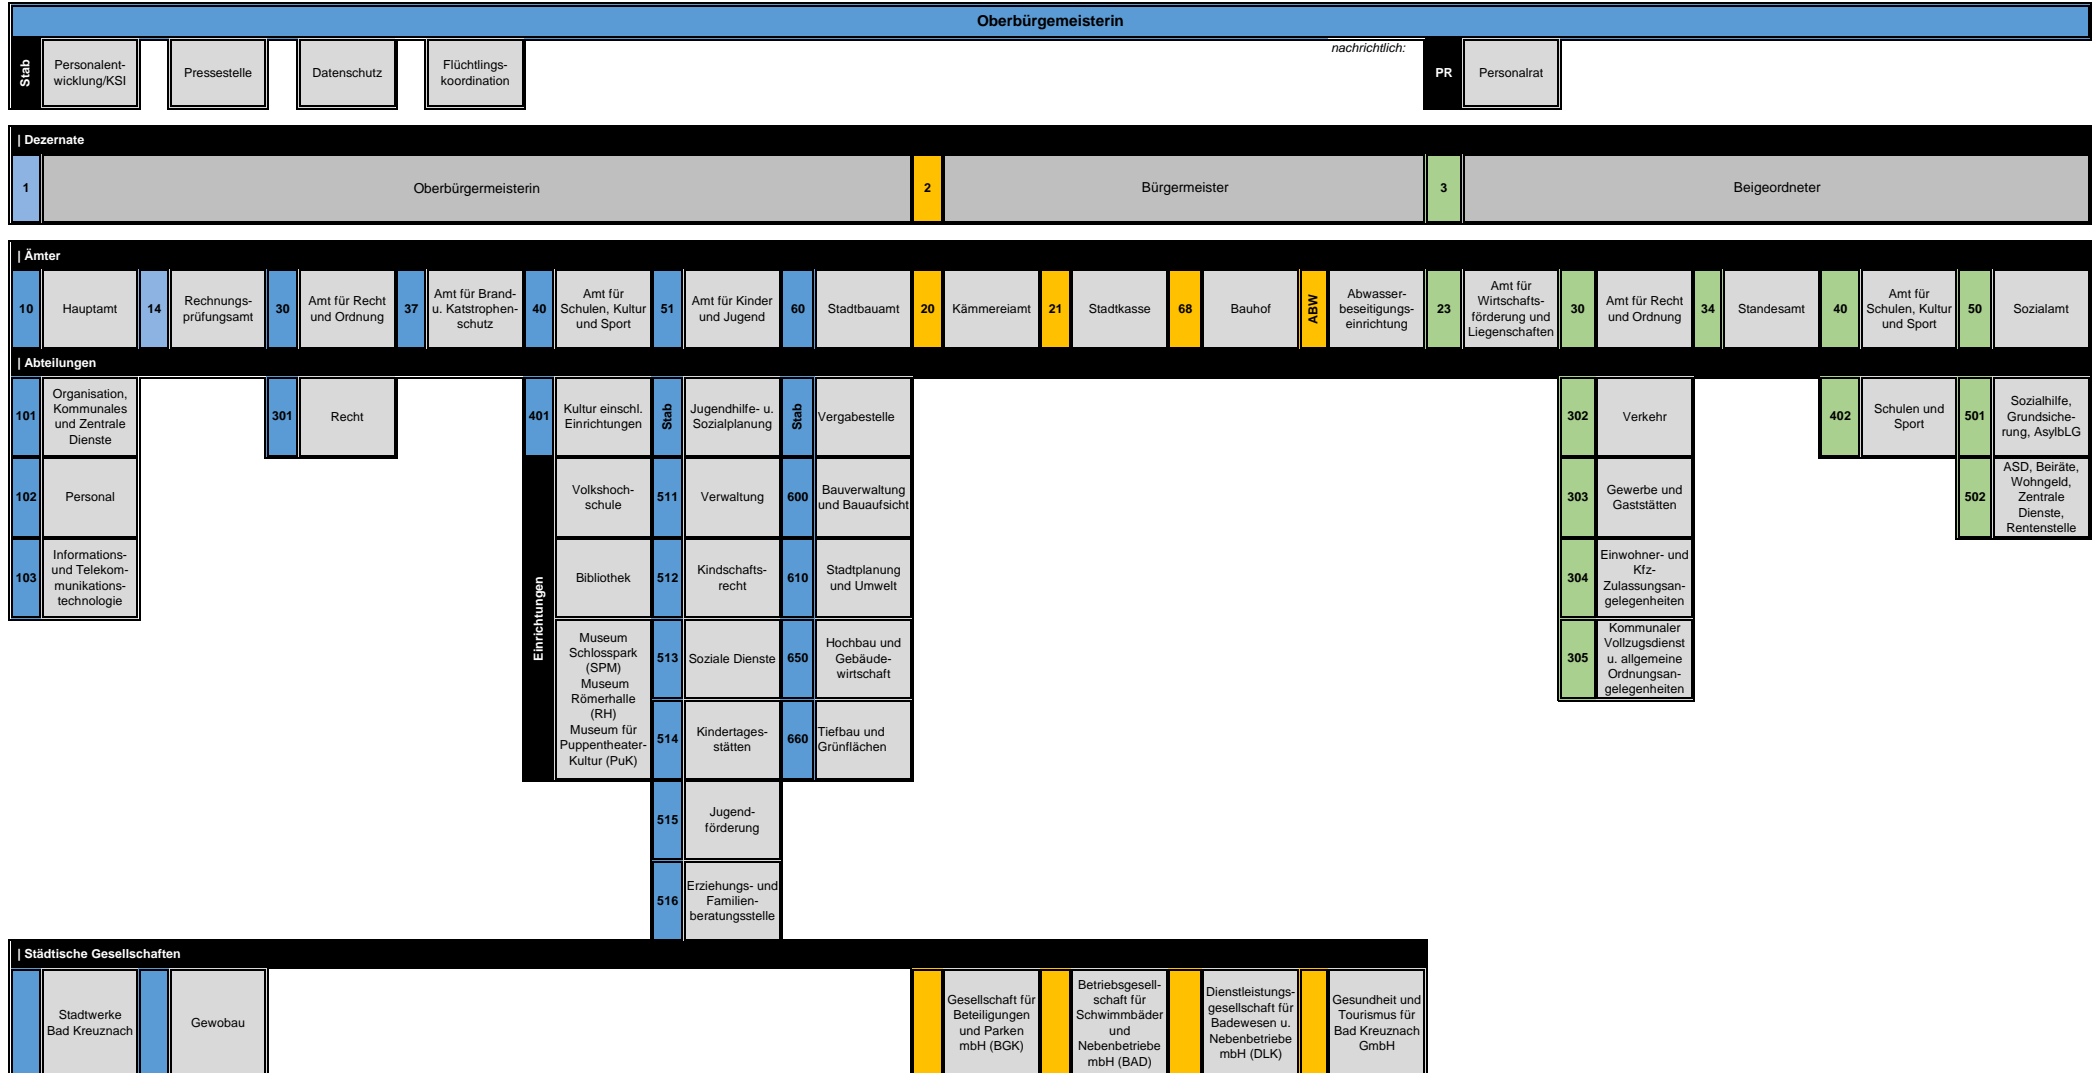 Oberbürgemeisterin
nachrichtlich:
Stab
Personalent-
wicklung/KSI
Pressestelle
Datenschutz
Flüchtlings-
koordination
PR
Personalrat
| Dezernate
1
Oberbürgermeisterin
2
Bürgermeister
3
Beigeordneter
| Ämter
10
Hauptamt
14
Rechnungs-
prüfungsamt
30
Amt für Recht
und Ordnung
37
Amt für Brand-
u. Katstrophen-
schutz
40
Amt für
Schulen, Kultur
und Sport
51
Amt für Kinder
und Jugend
60
Stadtbauamt
20
Kämmereiamt
21
Stadtkasse
68
Bauhof
ABW
Abwasser-
beseitigungs-
einrichtung
23
Amt für
Wirtschafts-
förderung und
Liegenschaften
30
Amt für Recht
und Ordnung
34
Standesamt
40
Amt für
Schulen, Kultur
und Sport
50
Sozialamt
| Abteilungen
101
Organisation,
Kommunales
und Zentrale
Dienste
301
Recht
401
Kultur einschl.
Einrichtungen
Stab
Jugendhilfe- u.
Sozialplanung
Stab
Vergabestelle
302
Verkehr
402
Schulen und
Sport
501
Sozialhilfe,
Grundsiche-
rung, AsylbLG
102
Personal
Einrichtungen
Volkshoch-
schule
511
Verwaltung
600
Bauverwaltung
und Bauaufsicht
303
Gewerbe und
Gaststätten
502
ASD, Beiräte,
Wohngeld,
Zentrale
Dienste,
Rentenstelle
103
Informations-
und Telekom-
munikations-
technologie
Bibliothek
512
Kindschafts-
recht
610
Stadtplanung
und Umwelt
304
Einwohner- und
Kfz-
Zulassungsan-
gelegenheiten
Museum
Schlosspark
(SPM)
Museum
Römerhalle
(RH)
Museum für
Puppentheater-
Kultur (PuK)
513
Soziale Dienste
650
Hochbau und
Gebäude-
wirtschaft
305
Kommunaler
Vollzugsdienst
u. allgemeine
Ordnungsan-
gelegenheiten
514
Kindertages-
stätten
660
Tiefbau und
Grünflächen
515
Jugend-
förderung
516
Erziehungs- und
Familien-
beratungsstelle
| Städtische Gesellschaften
Stadtwerke
Bad Kreuznach
Gewobau
Gesellschaft für
Beteiligungen
und Parken
mbH (BGK)
Betriebsgesell-
schaft für
Schwimmbäder
und
Nebenbetriebe
mbH (BAD)
Dienstleistungs-
gesellschaft für
Badewesen u.
Nebenbetriebe
mbH (DLK)
Gesundheit und
Tourismus für
Bad Kreuznach
GmbH